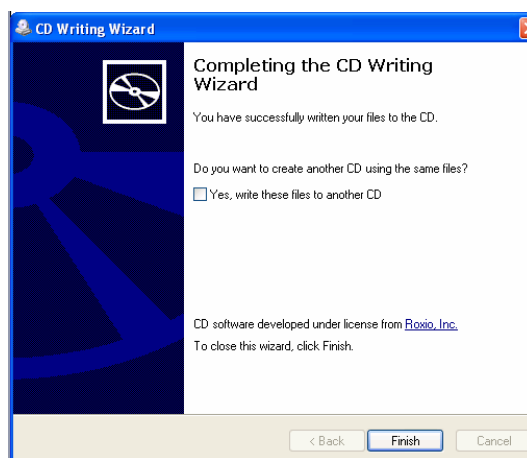 CD Writing Wizard
Completing the CD Writing
Wizard
You have successfully written your files to the CD.
Do you want to create another CD using the same files?
Yes, write these files to another CD
CD software developed under license from Roxio, Inc.
To close this wizard, click Finish.
< Back Finish Cancel